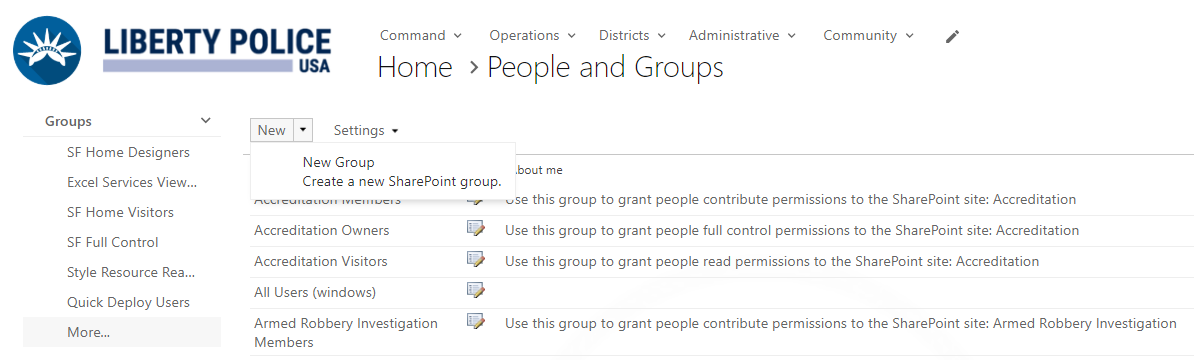 LIBERTY POLICE
USA
Command Operations Districts Administrative Community
Home People and Groups
Groups
SF Home Designers
Excel Services View...
SF Home Visitors
SF Full Control
Style Resource Rea...
Quick Deploy Users
More...
New Settings
New Group
Create a new SharePoint group.
bout me
Accreditation Members Use this group to grant people contribute permissions to the SharePoint site: Accreditation
Accreditation Owners Use this group to grant people full control permissions to the SharePoint site: Accreditation
Accreditation Visitors Use this group to grant people read permissions to the SharePoint site: Accreditation
All Users (windows)
Armed Robbery Investigation Use this group to grant people contribute permissions to the SharePoint site: Armed Robbery Investigation
Members